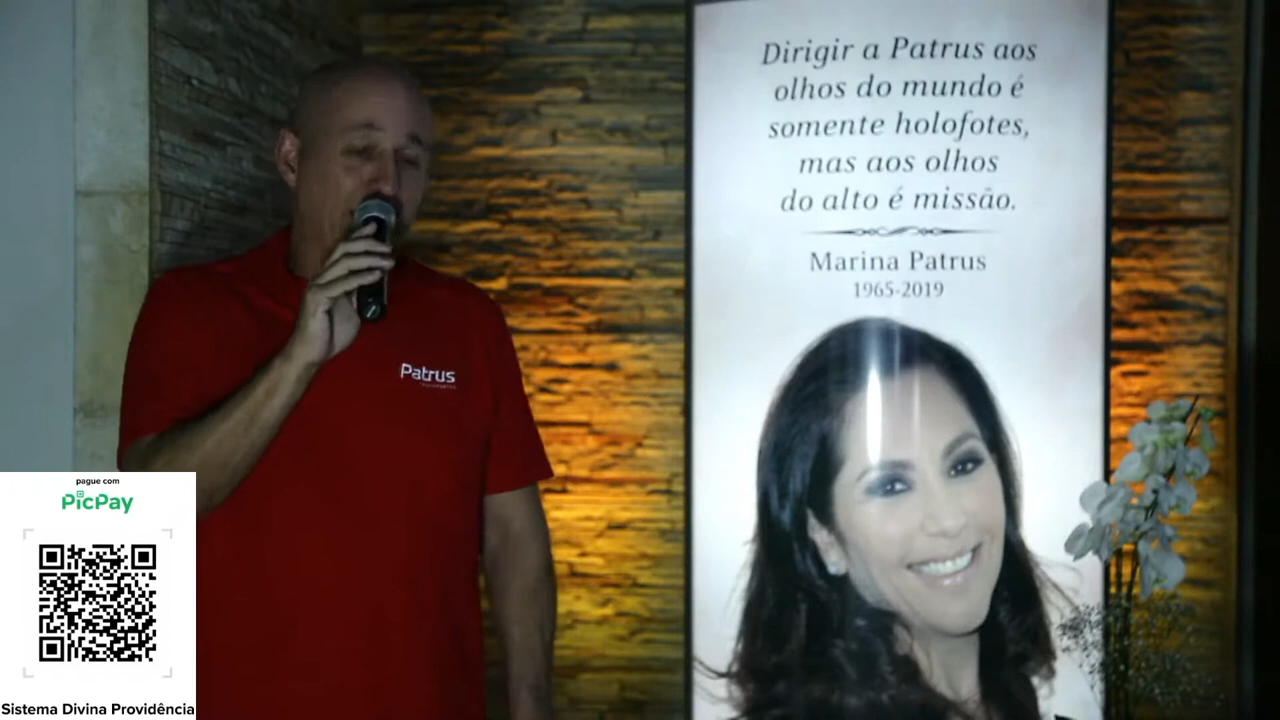 Dirigir a Patrus aos
olhos do mundo é
somente holofotes,
mas aos olhos
do alto é missão.
Marina Patrus
1965-2019
Patrus
pague com
PicPay
Sistema Divina Providência